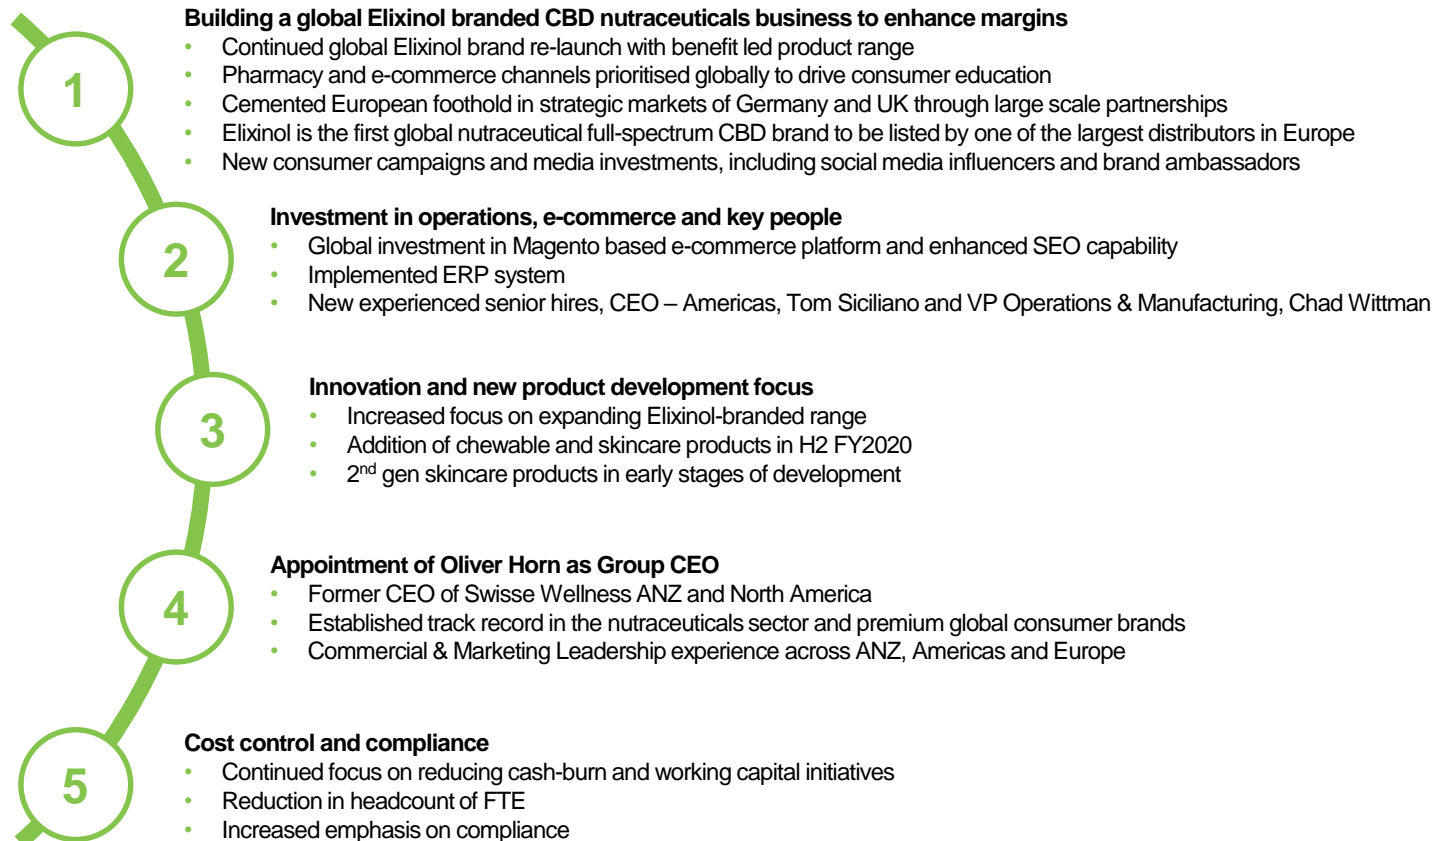 1
Building a global Elixinol branded CBD nutraceuticals business to enhance margins
• Continued global Elixinol brand re-launch with benefit led product range
• Pharmacy and e-commerce channels prioritised globally to drive consumer education
• Cemented European foothold in strategic markets of Germany and UK through large scale partnerships
• Elixinol is the first global nutraceutical full-spectrum CBD brand to be listed by one of the largest distributors in Europe
• New consumer campaigns and media investments, including social media influencers and brand ambassadors
2
Investment in operations, e-commerce and key people
• Global investment in Magento based e-commerce platform and enhanced SEO capability
• Implemented ERP system
• New experienced senior hires, CEO – Americas, Tom Siciliano and VP Operations & Manufacturing, Chad Wittman
3
Innovation and new product development focus
• Increased focus on expanding Elixinol-branded range
• Addition of chewable and skincare products in H2 FY2020
• 2nd gen skincare products in early stages of development
4
Appointment of Oliver Horn as Group CEO
• Former CEO of Swisse Wellness ANZ and North America
• Established track record in the nutraceuticals sector and premium global consumer brands
• Commercial & Marketing Leadership experience across ANZ, Americas and Europe
5
Cost control and compliance
• Continued focus on reducing cash-burn and working capital initiatives
• Reduction in headcount of FTE
• Increased emphasis on compliance